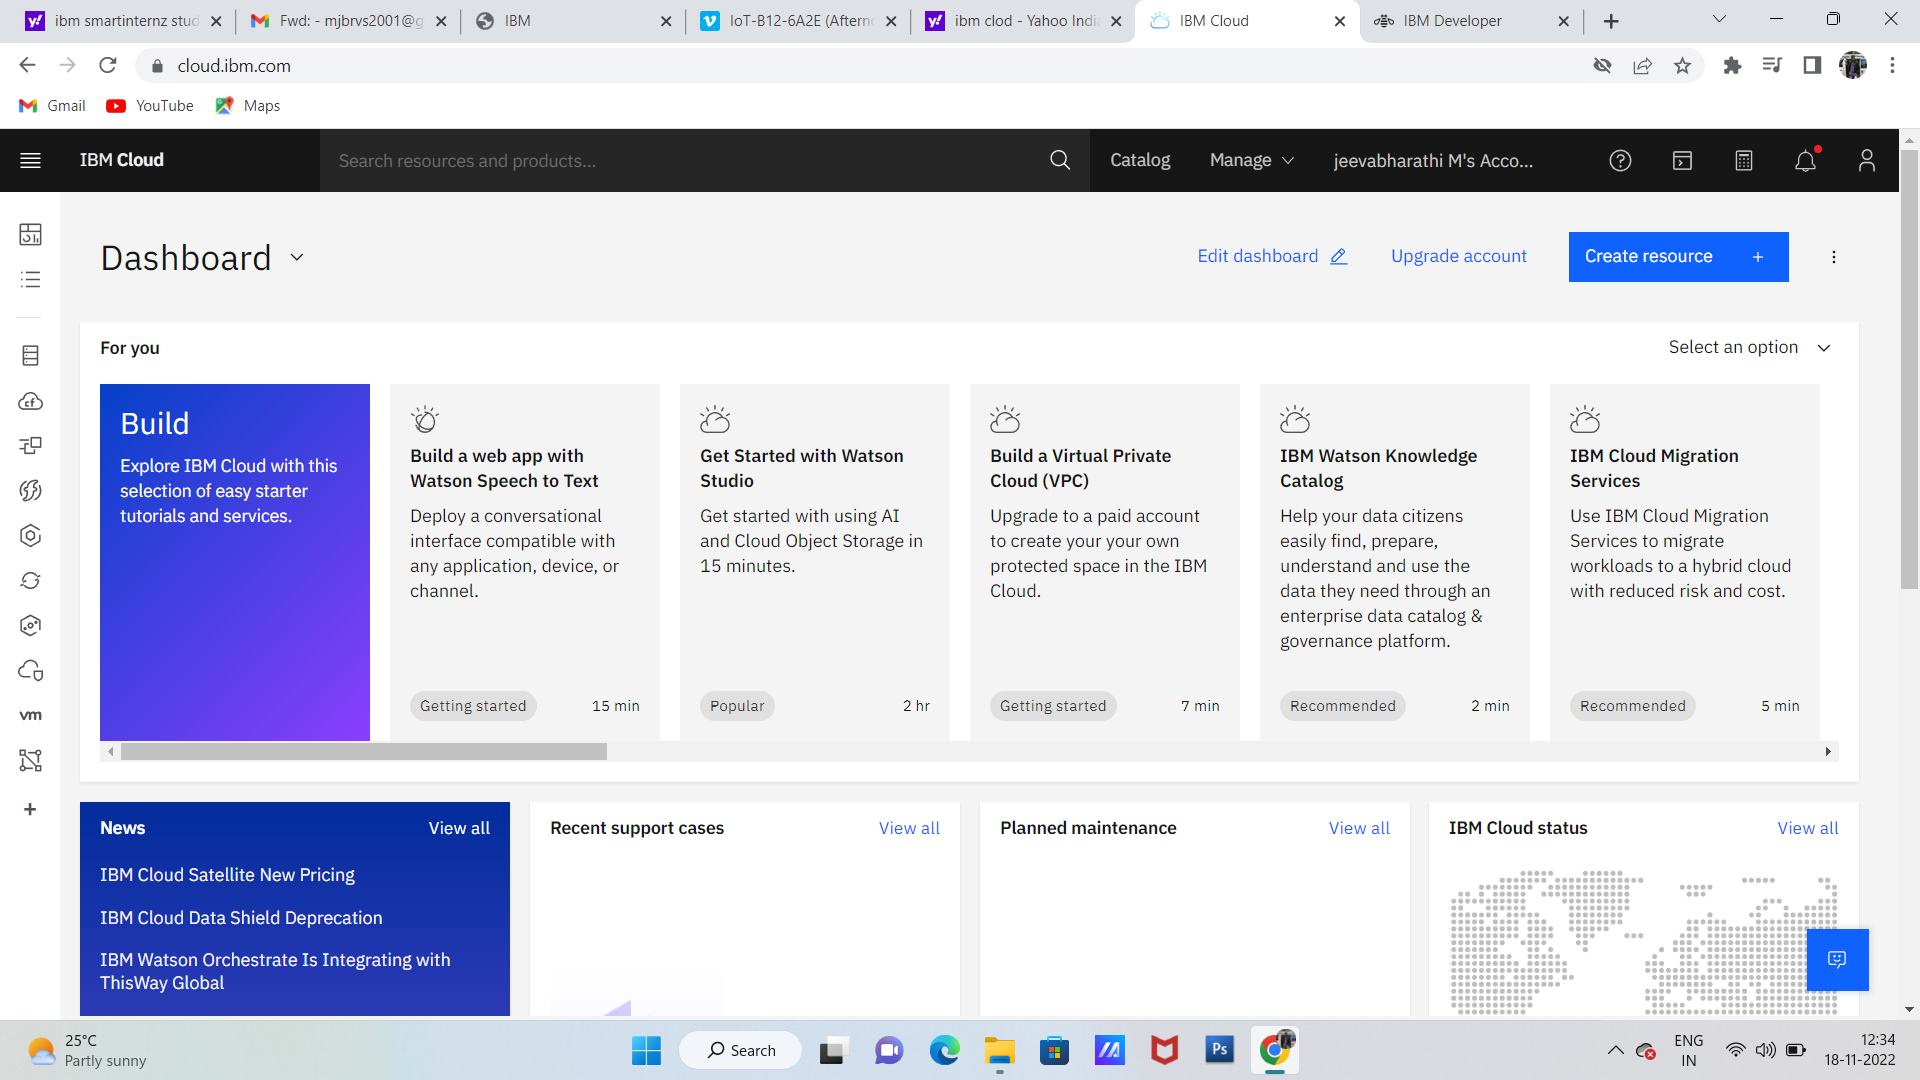 ibm smartinternz stud
Fwd: - mjbrvs2001@g
IBM
IoT-B12-6A2E (Afterno
ibm clod - Yahoo Indi
IBM Cloud
IBM Developer
cloud.ibm.com
Gmail
YouTube
Maps
IBM Cloud
Search resources and products...
Catalog
Manage
jeevabharathi M's Acco...
Dashboard
Edit dashboard
Upgrade account
Create resource +
For you
Select an option
Build
Explore IBM Cloud with this
selection of easy starter
tutorials and services.
Build a web app with
Watson Speech to Text
Deploy a conversational
interface compatible with
any application, device, or
channel.
Getting started
15 min
Get Started with Watson
Studio
Get started with using AI
and Cloud Object Storage in
15 minutes.
Popular
2 hr
Build a Virtual Private
Cloud (VPC)
Upgrade to a paid account
to create your your own
protected space in the IBM
Cloud.
Getting started
7 min
IBM Watson Knowledge
Catalog
Help your data citizens
easily find, prepare,
understand and use the
data they need through an
enterprise data catalog &
governance platform.
Recommended
2 min
IBM Cloud Migration
Services
Use IBM Cloud Migration
Services to migrate
workloads to a hybrid cloud
with reduced risk and cost.
Recommended
5 min
cf
vm
News
View all
IBM Cloud Satellite New Pricing
IBM Cloud Data Shield Deprecation
IBM Watson Orchestrate Is Integrating with
ThisWay Global
Recent support cases
View all
Planned maintenance
View all
IBM Cloud status
View all
25°C
Partly sunny
Search
Ps
ENG
IN
12:34
18-11-2022